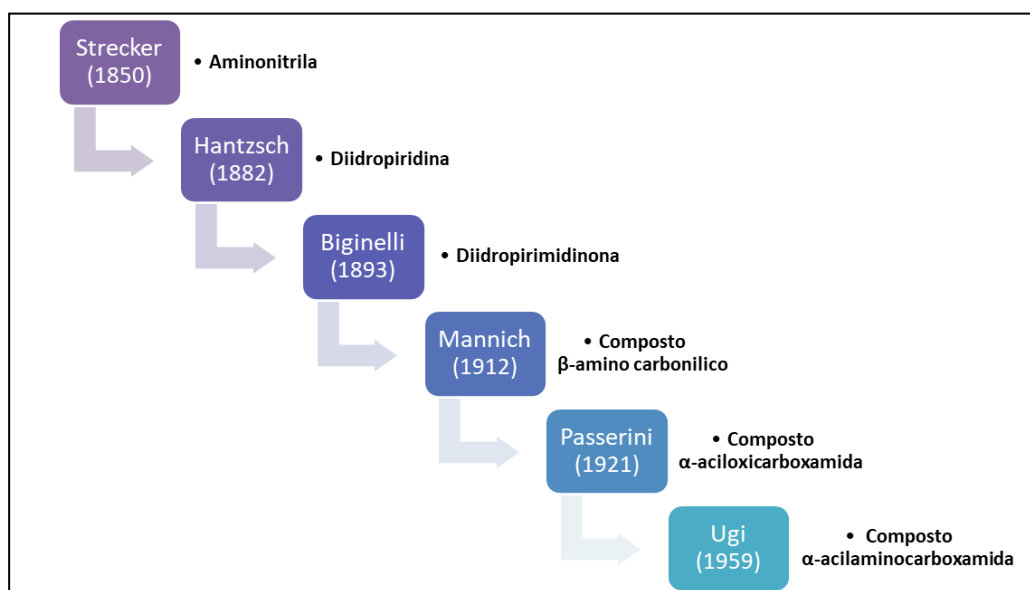 Strecker
(1850)
• Aminonitrila
Hantzsch
(1882)
• Diidropiridina
Biginelli
(1893)
• Diidropirimidinona
Mannich
(1912)
• Composto
β-amino carbonilico
Passerini
(1921)
• Composto
α-aciloxicarboxamida
Ugi
(1959)
• Composto
α-acilaminocarboxamida